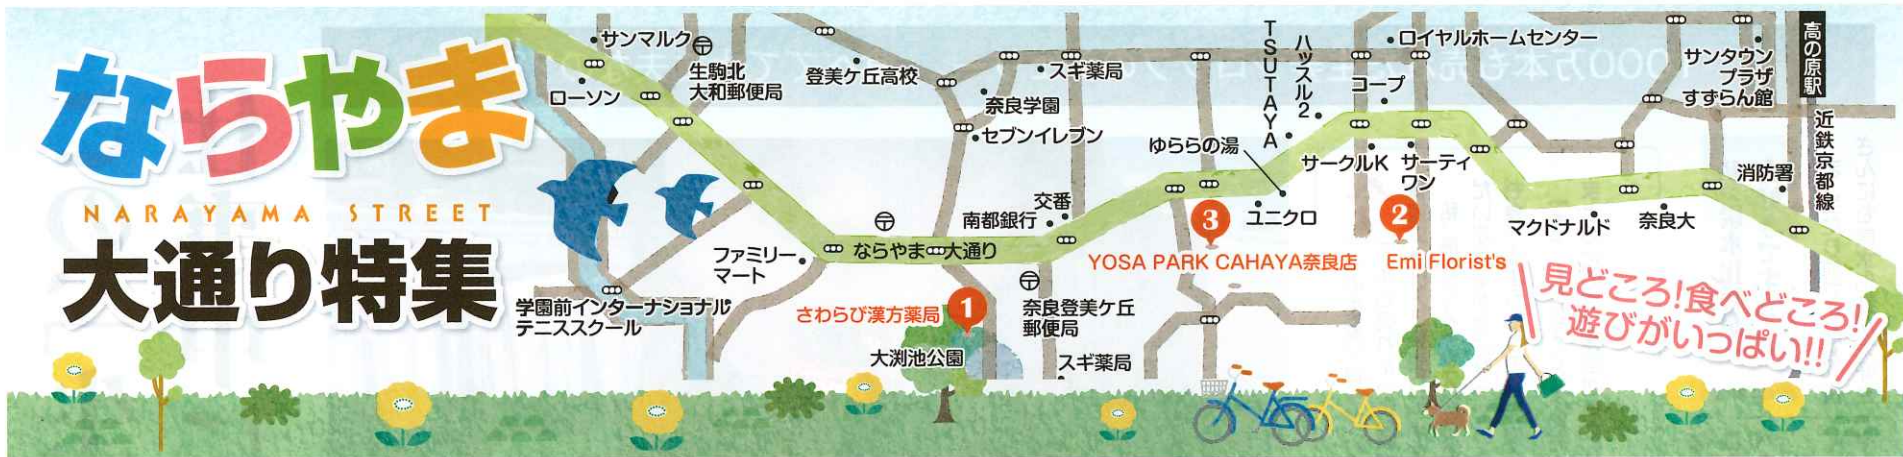 ならやま
NARAYAMA STREET
大通り特集
サンマルク
ローソン
生駒北
大和郵便局
登美ケ丘高校
スギ薬局
奈良学園
セブンイレブン
TSUTAYA
ハッスル2
ロイヤルホームセンター
コープ
サンタウン
プラザ
すずらん館
高の原駅
近鉄京都線
ゆららの湯
サークルK
サーティ
ワン
消防署
交番
南都銀行
3
ユニクロ
2
マクドナルド
奈良大
ファミリー
マート
ならやま大通り
YOSA PARK CAHAYA奈良店
Emi Florist's
学園前インターナショナル
テニススクール
さわらび漢方薬局
1
奈良登美ケ丘
郵便局
大渕池公園
スギ薬局
見どころ!食べどころ!
遊びがいっぱい!!